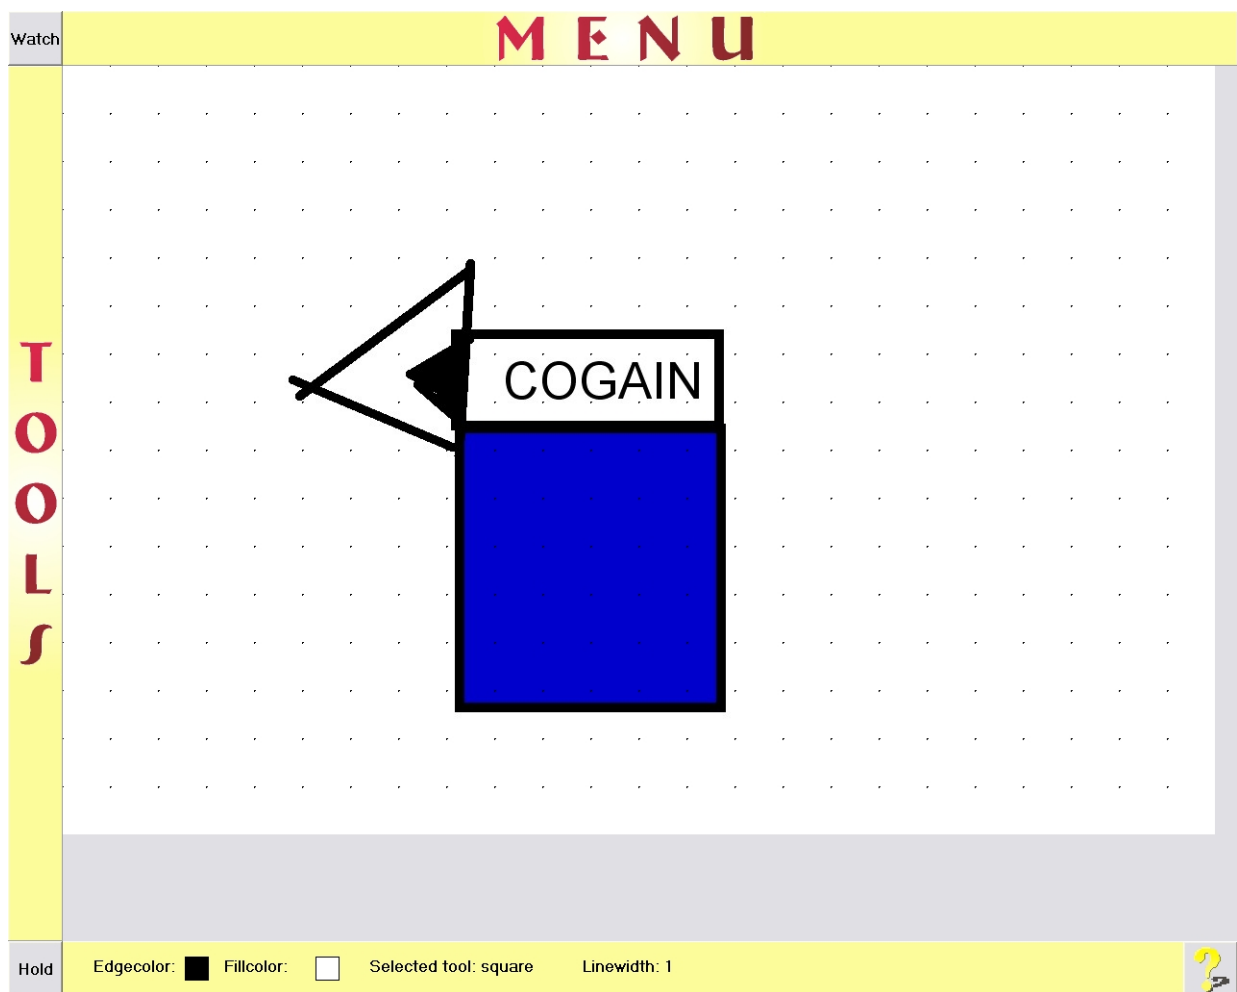 Watch
MENU
TOOLS
COGAIN
Hold
Edgecolor: Fillcolor: Selected tool: square Linewidth: 1
?